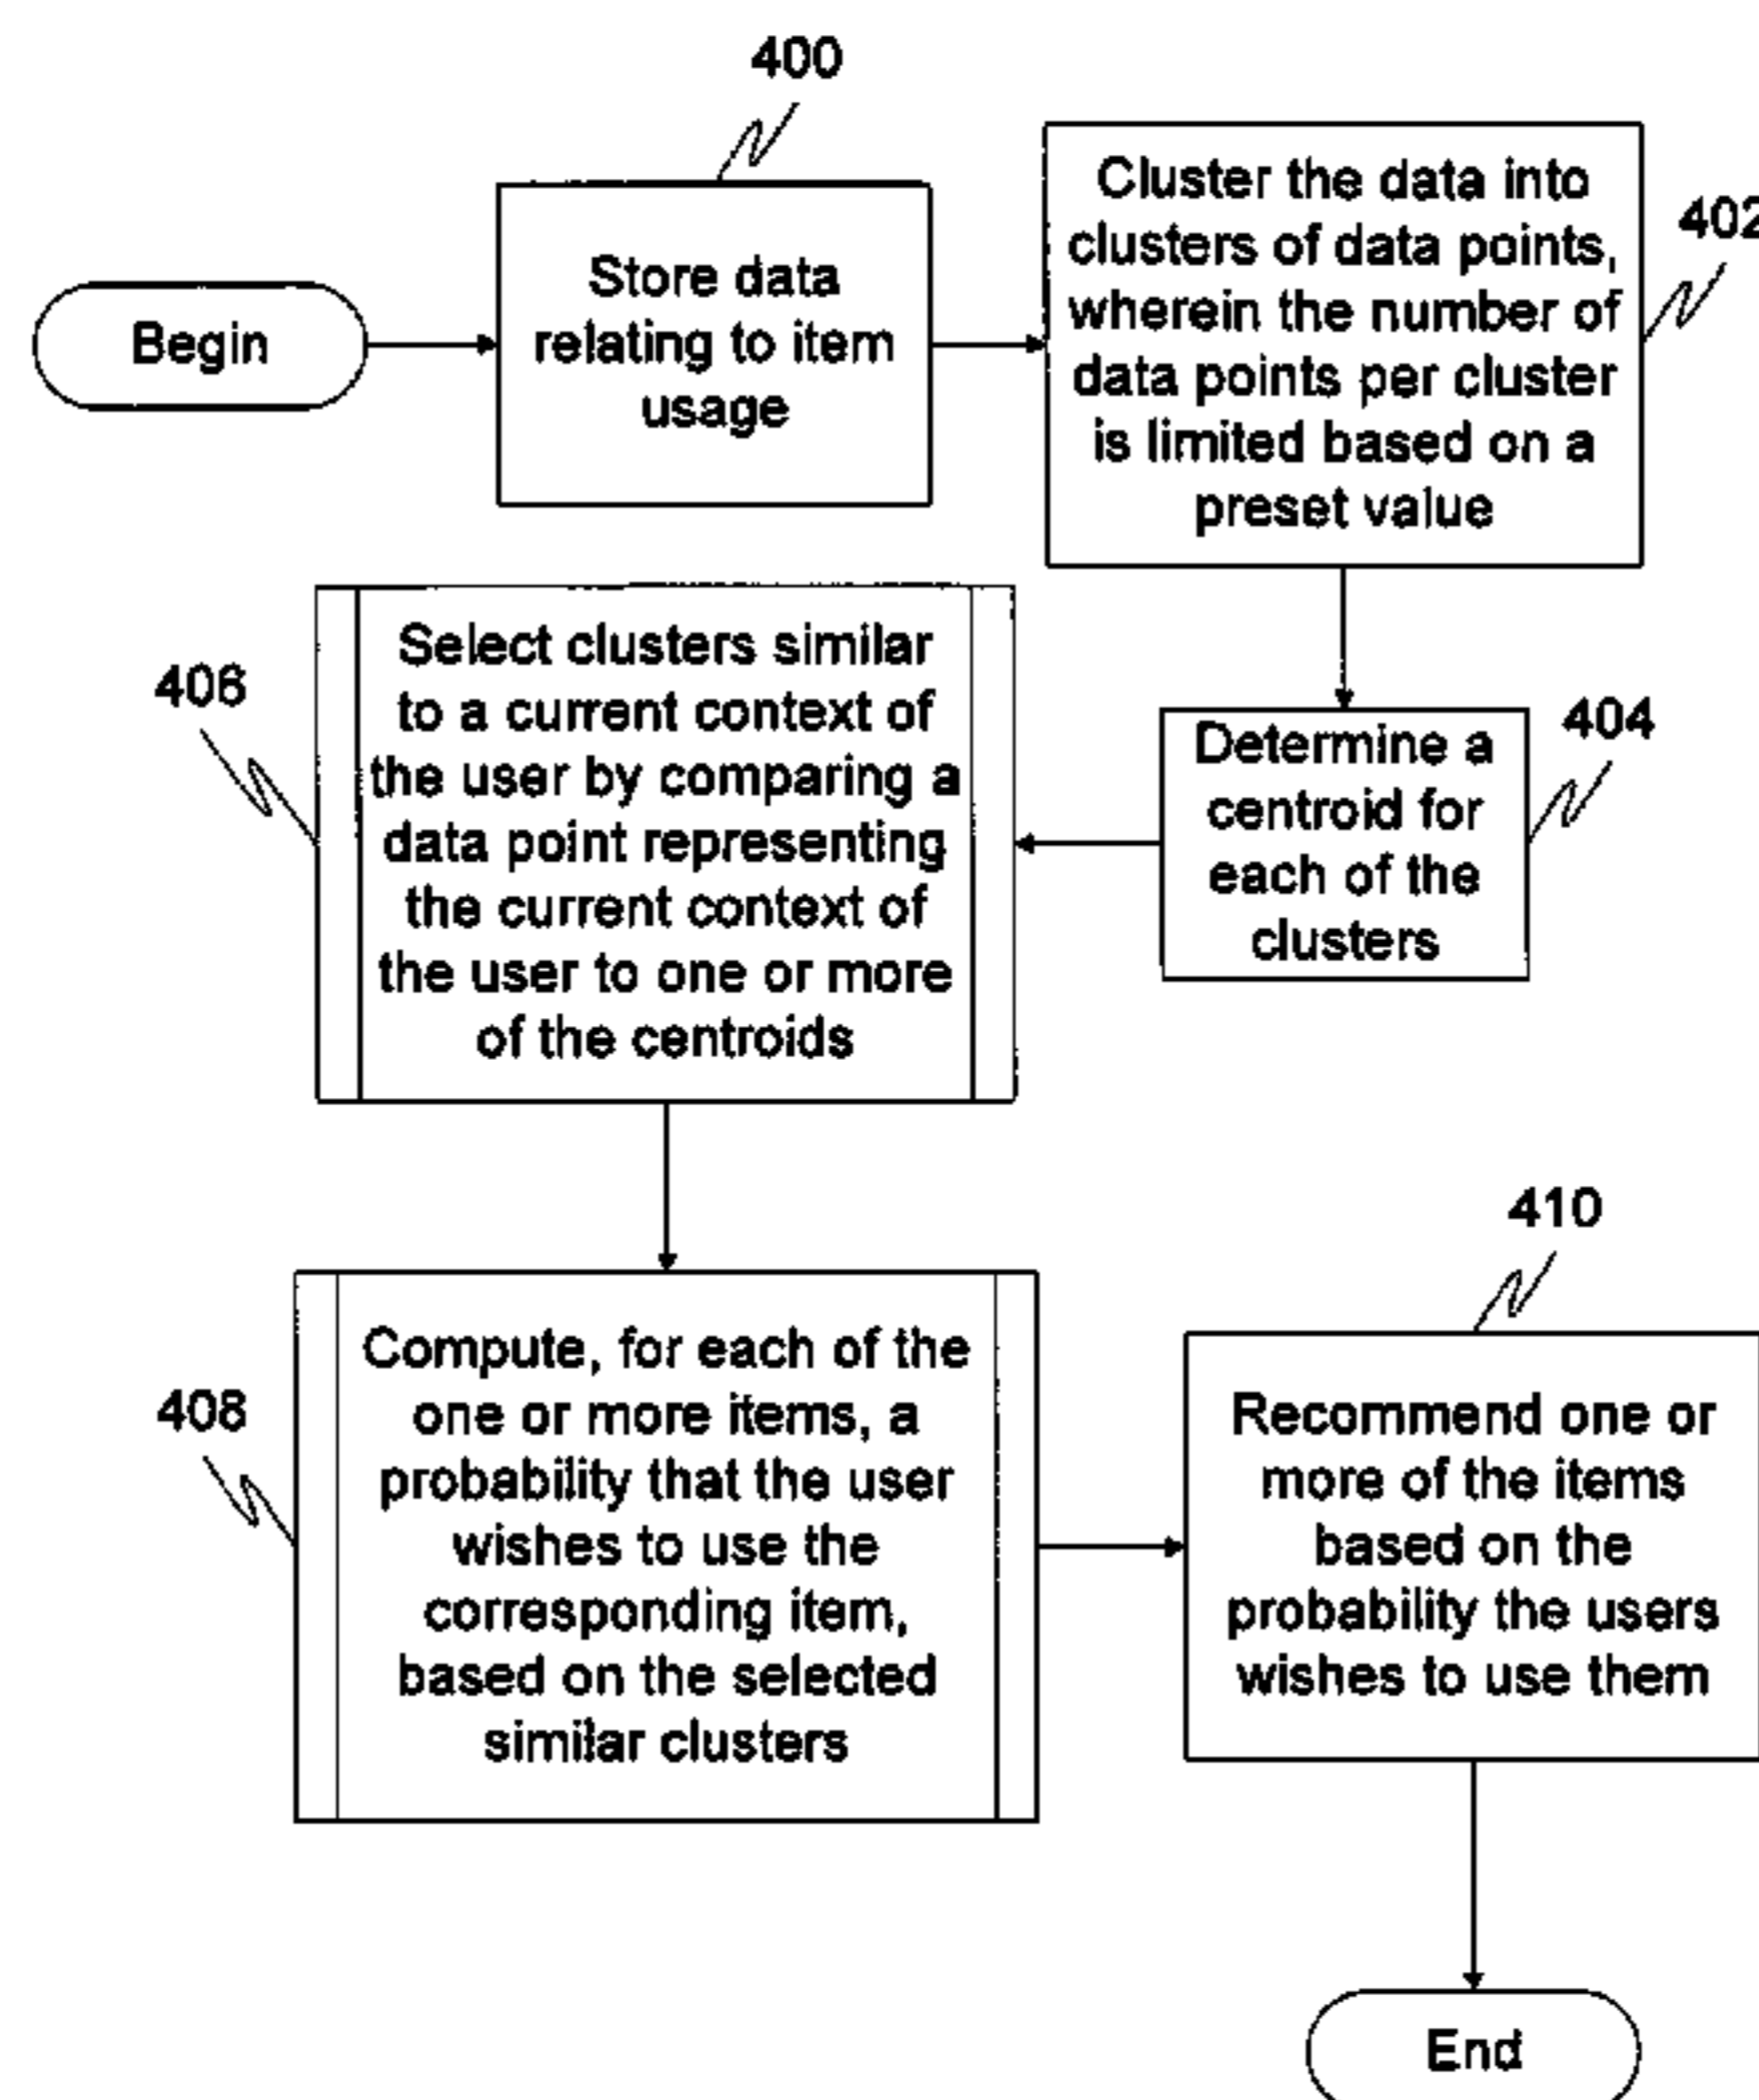 400
Begin
Store data
relating to item
usage
Cluster the data into
clusters of data points,
wherein the number of
data points per cluster
is limited based on a
preset value
402
406
Select clusters similar
to a current context of
the user by comparing a
data point representing
the current context of
the user to one or more
of the centroids
Determine a
centroid for
each of the
clusters
404
408
Compute, for each of the
one or more items, a
probability that the user
wishes to use the
corresponding item,
based on the selected
similar clusters
410
Recommend one or
more of the items
based on the
probability the users
wishes to use them
End